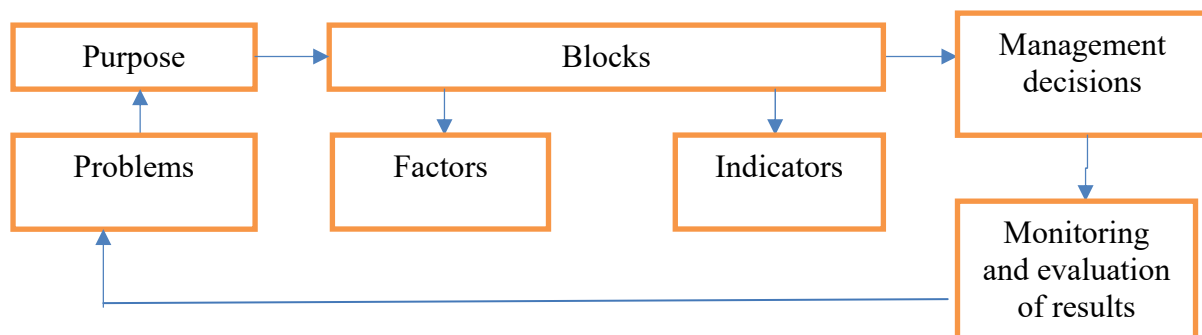 Purpose
Blocks
Management
decisions
Problems
Factors
Indicators
Monitoring
and evaluation
of results